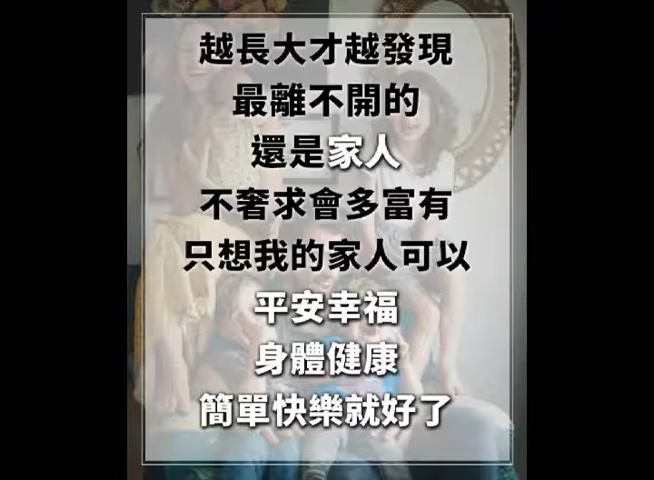 越長大才越發現
最離不開的
還是家人
不奢求會多富有
只想我的家人可以
平安幸福
身體健康
簡單快樂就好了